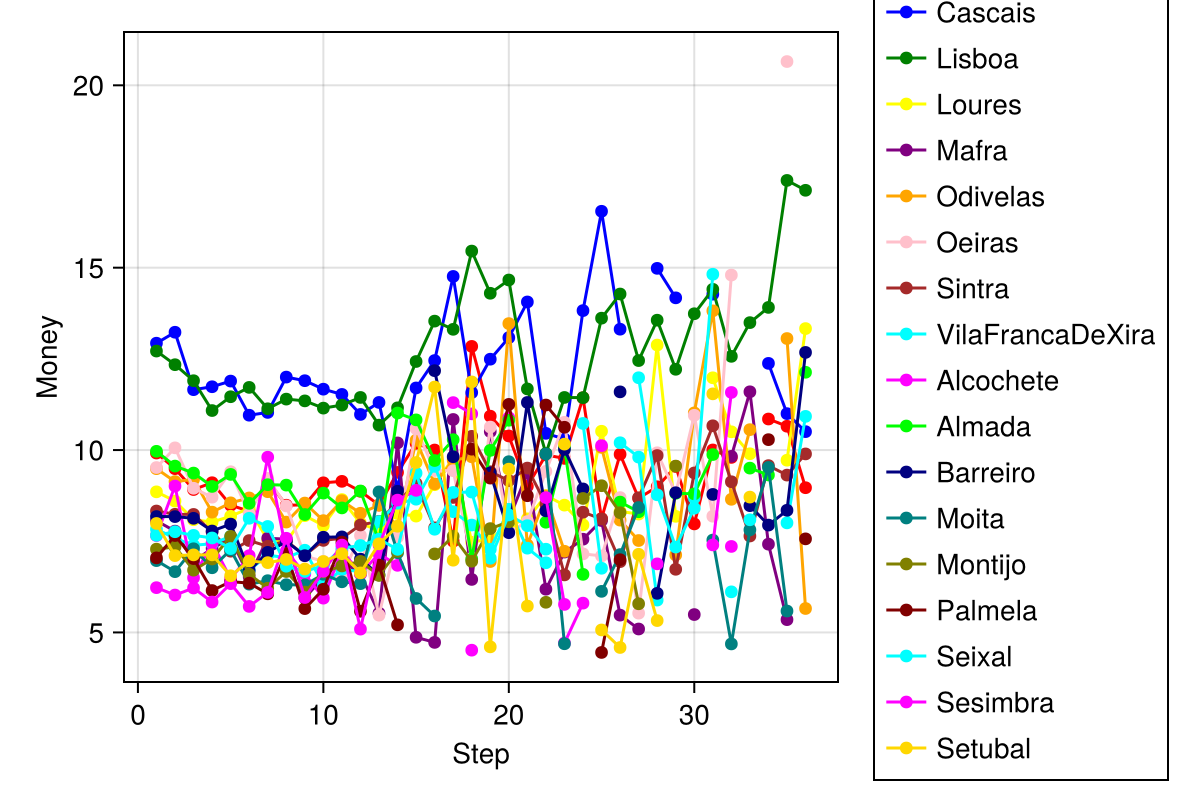 20
15
10
5
Money
0
10
20
30
Step
Cascais
Lisboa
Loures
Mafra
Odivelas
Oeiras
Sintra
VilaFrancaDeXira
Alcochete
Almada
Barreiro
Moita
Montijo
Palmela
Seixal
Sesimbra
Setubal